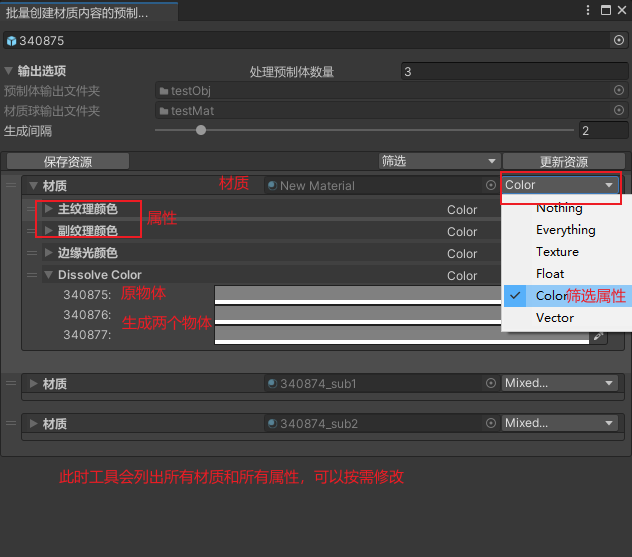 批量创建材质内容的预制...
340875
输出选项 处理预制体数量 3
预制体输出文件夹 testObj
材质球输出文件夹 testMat
生成间隔 2
保存资源 筛选 更新资源
材质 材质 New Material Color
主纹理颜色 属性 Color
副纹理颜色 Color
边缘光颜色 Color
Dissolve Color Color
340875: 原物体
340876: 生成两个物体
340877:
Nothing
Everything
Texture
Float
Color 筛选属性
Vector
材质 340874_sub1 Mixed...
材质 340874_sub2 Mixed...
此时工具会列出所有材质和所有属性，可以按需修改